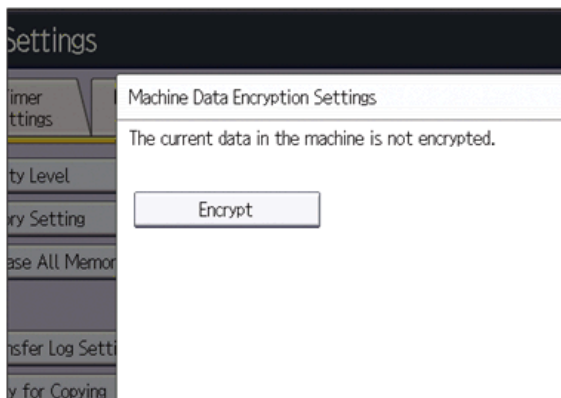 Settings
imer
ttings
Machine Data Encryption Settings
The current data in the machine is not encrypted.
Encrypt
ty Level
ry Setting
ase All Memor
nsfer Log Setti
y for Copying